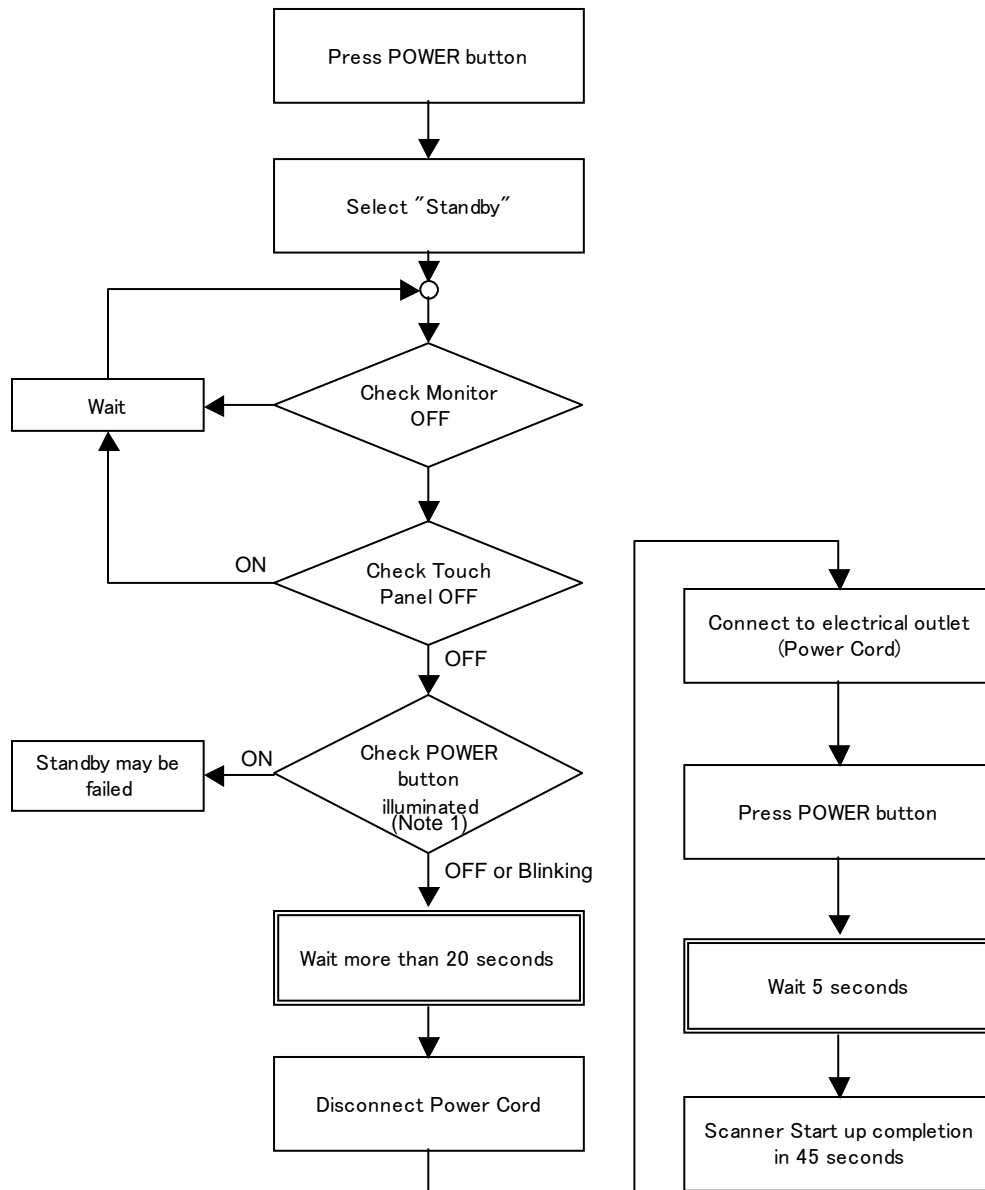 Press POWER button
Select "Standby"
Check Monitor
OFF
Wait
Check Touch
Panel OFF
ON
OFF
Check POWER
button
illuminated
(Note 1)
ON
Standby may be
failed
OFF or Blinking
Wait more than 20 seconds
Disconnect Power Cord
Connect to electrical outlet
(Power Cord)
Press POWER button
Wait 5 seconds
Scanner Start up completion
in 45 seconds